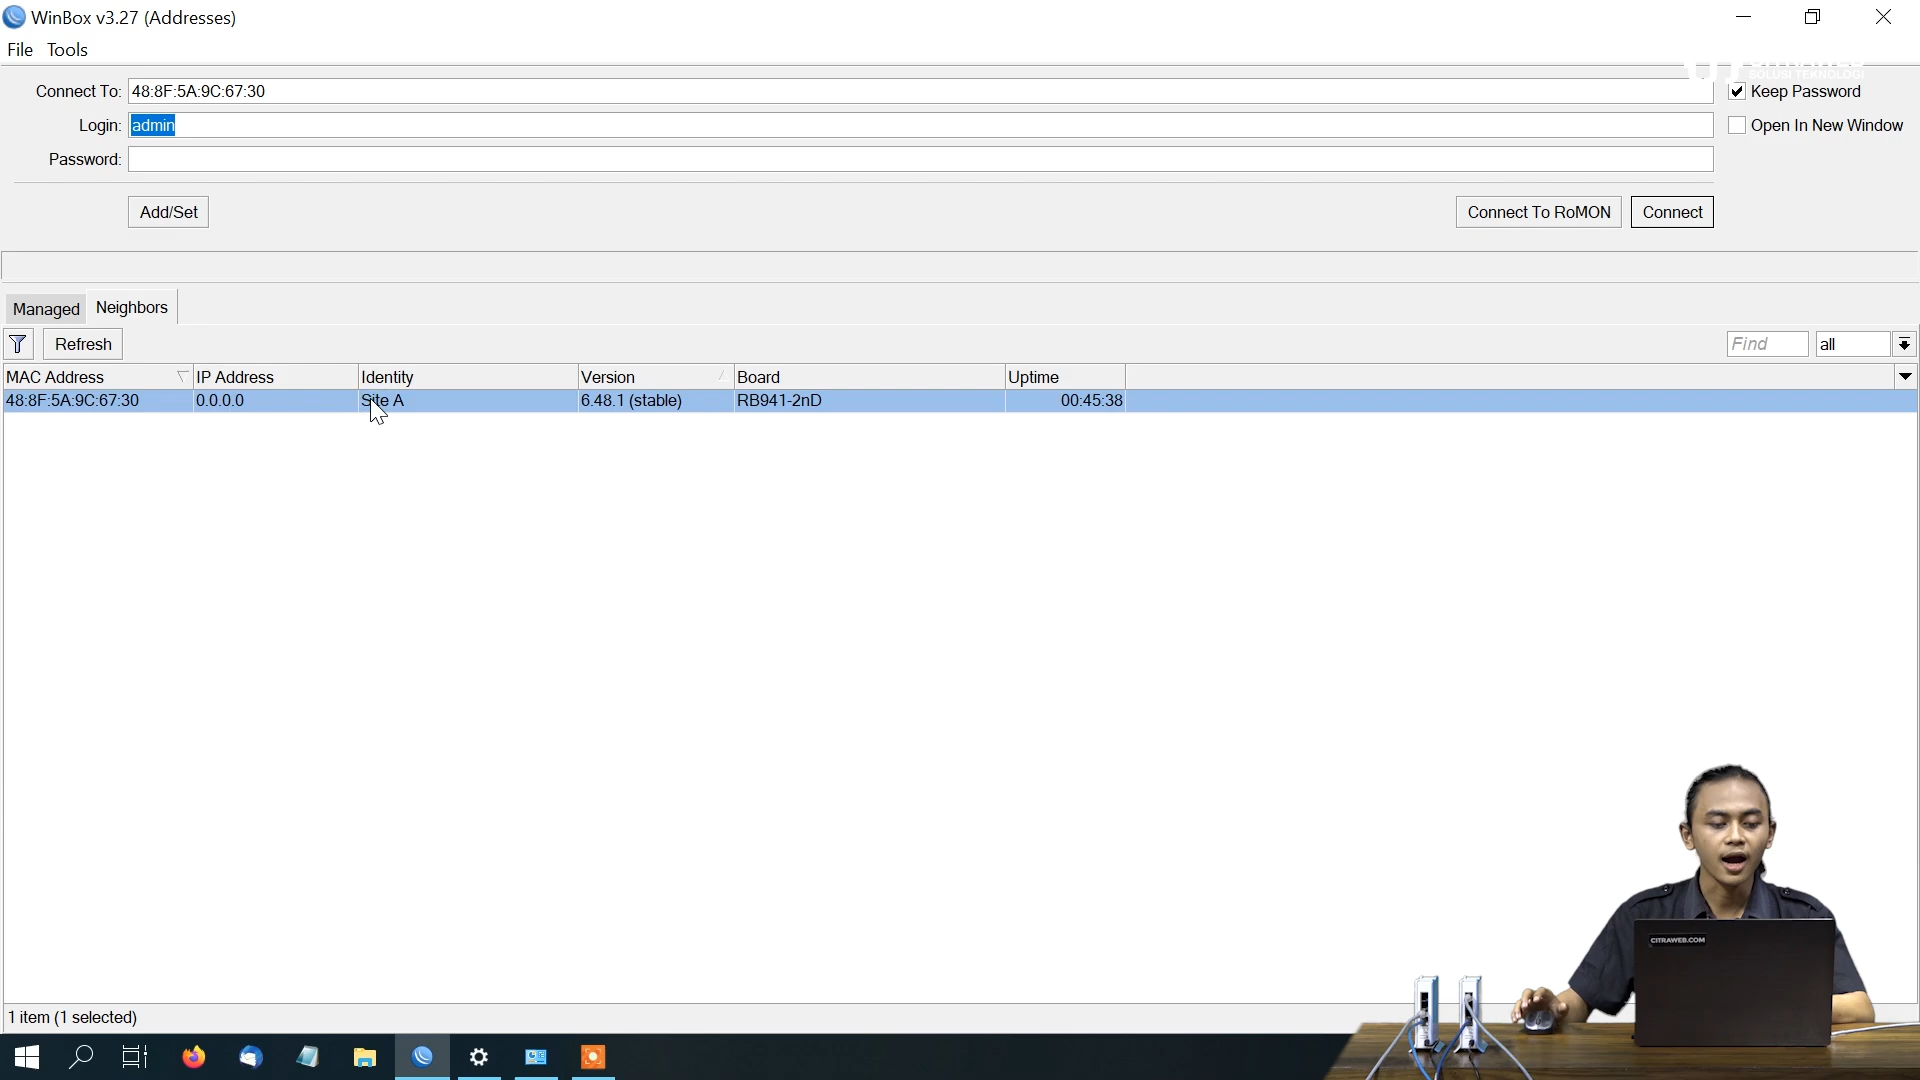 WinBox v3.27 (Addresses)
File Tools
Connect To: 48:8F:5A:9C:67:30
SOLUSI TEKNOLOGI
Keep Password
Login: admin
Open In New Window
Password:
Add/Set
Connect To RoMON
Connect
Managed
Neighbors
Refresh
Find
all
MAC Address IP Address Identity Version Board Uptime
48:8F:5A:9C:67:30 0.0.0.0 Site A 6.48.1 (stable) RB941-2nD 00:45:38
CITRAWEB.COM
1 item (1 selected)